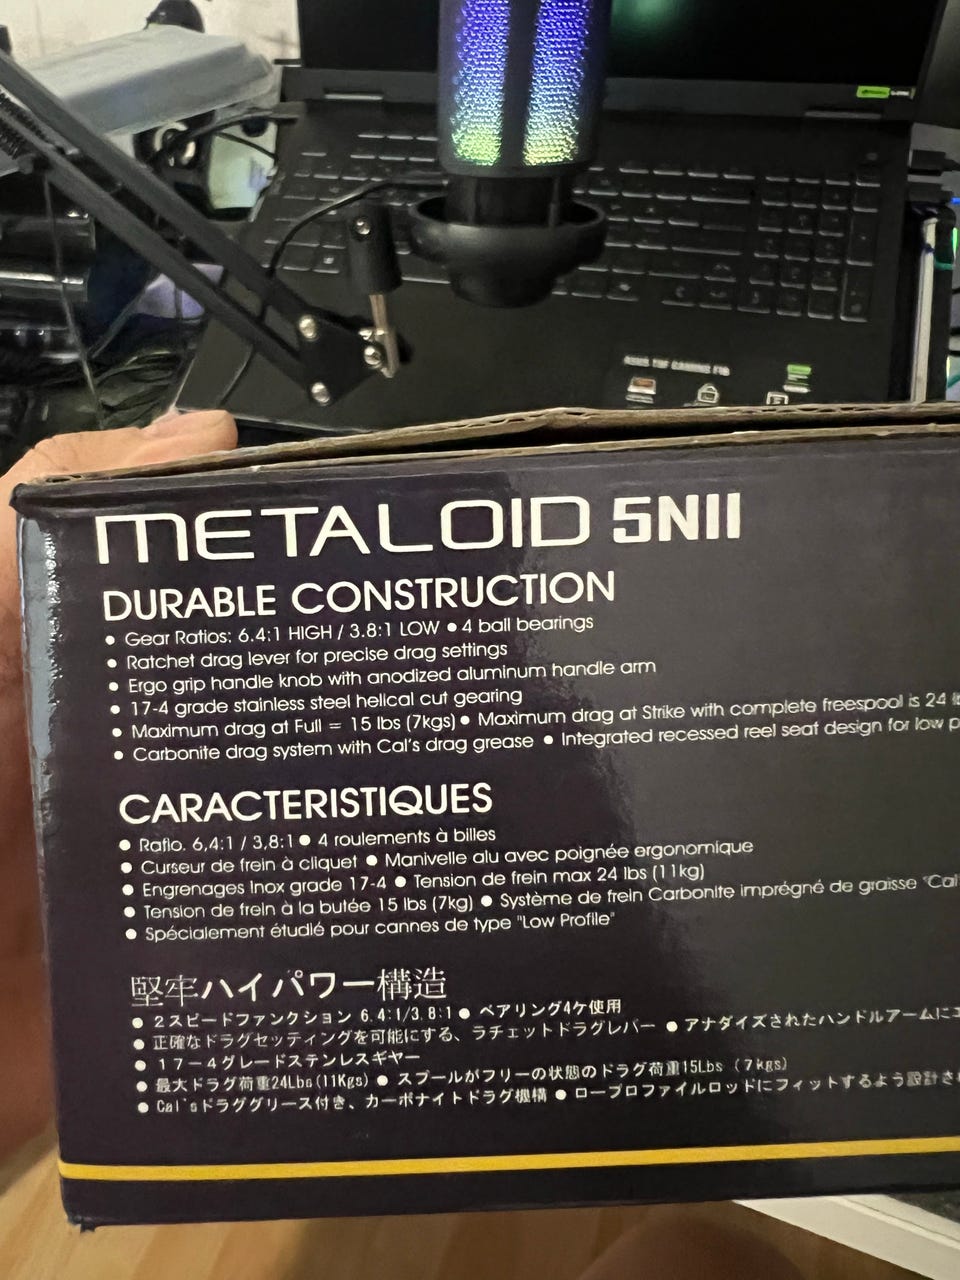 ASUS TUF GAMING F16
METALOID 5NII
DURABLE CONSTRUCTION
● Gear Ratios: 6.4:1 HIGH / 3.8:1 LOW ● 4 ball bearings
● Ratchet drag lever for precise drag settings
● Ergo grip handle knob with anodized aluminum handle arm
● 17-4 grade stainless steel helical cut gearing
● Maximum drag at Full = 15 lbs (7kgs) ● Maximum drag at Strike with complete freespool is 24
● Carbonite drag system with Cal's drag grease ● Integrated recessed reel seat design for low
CARACTERISTIQUES
● Ratio. 6,4:1 / 3,8:1 ● 4 roulements à billes
● Curseur de frein à cliquet ● Manivelle alu avec poignée ergonomique
● Engrenages Inox grade 17-4 ● Tension de frein max 24 lbs (11kg)
● Tension de frein à la butée 15 lbs (7kg) ● Système de frein Carbonite imprégné de graisse "Cal
● Spécialement étudié pour cannes de type "Low Profile"
堅牢ハイパワー構造
● 2スピードファンクション 6.4:1/3.8:1 ● ベアリング4ケ使用
● 正確なドラグセッティングを可能にする、ラチェットドラグレバー ● アナダイズされたハンドルアームに
● 17-4グレードステンレスギヤー
● 最大ドラグ荷重24Lbs(11Kgs) ● スプールがフリーの状態のドラグ荷重15Lbs (7kgs)
● Cal'sドラググリース付き、カーボナイトドラグ機構 ● ロープロファイルロッドにフィットするよう設計さ